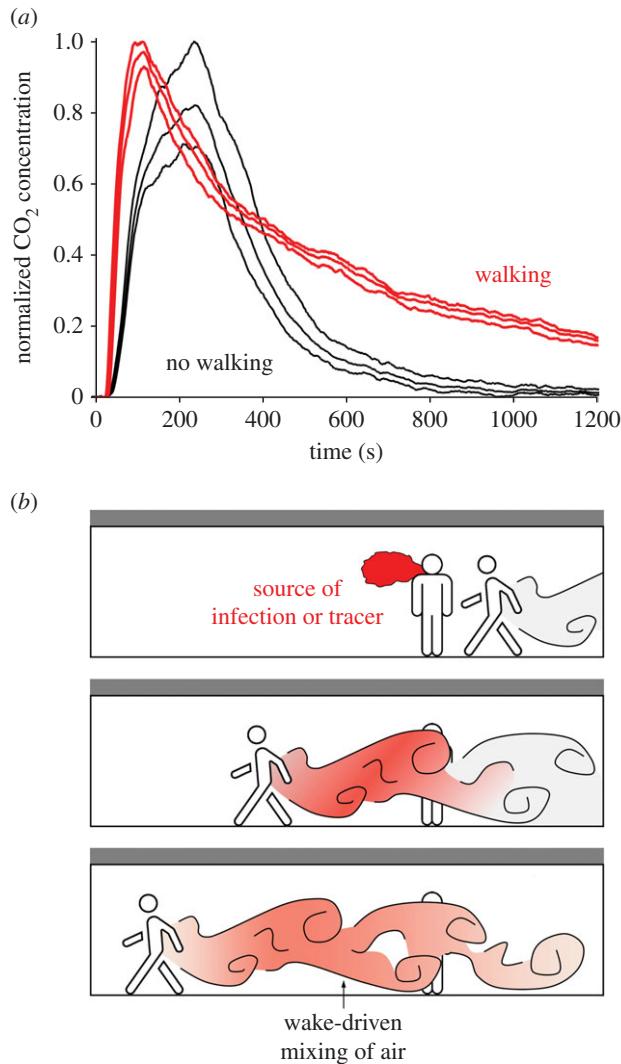 (a)
normalized CO₂ concentration
1.0
0.8
0.6
0.4
0.2
0
walking
no walking
0 200 400 600 800 1000 1200
time (s)
(b)
source of
infection or tracer
wake-driven
mixing of air